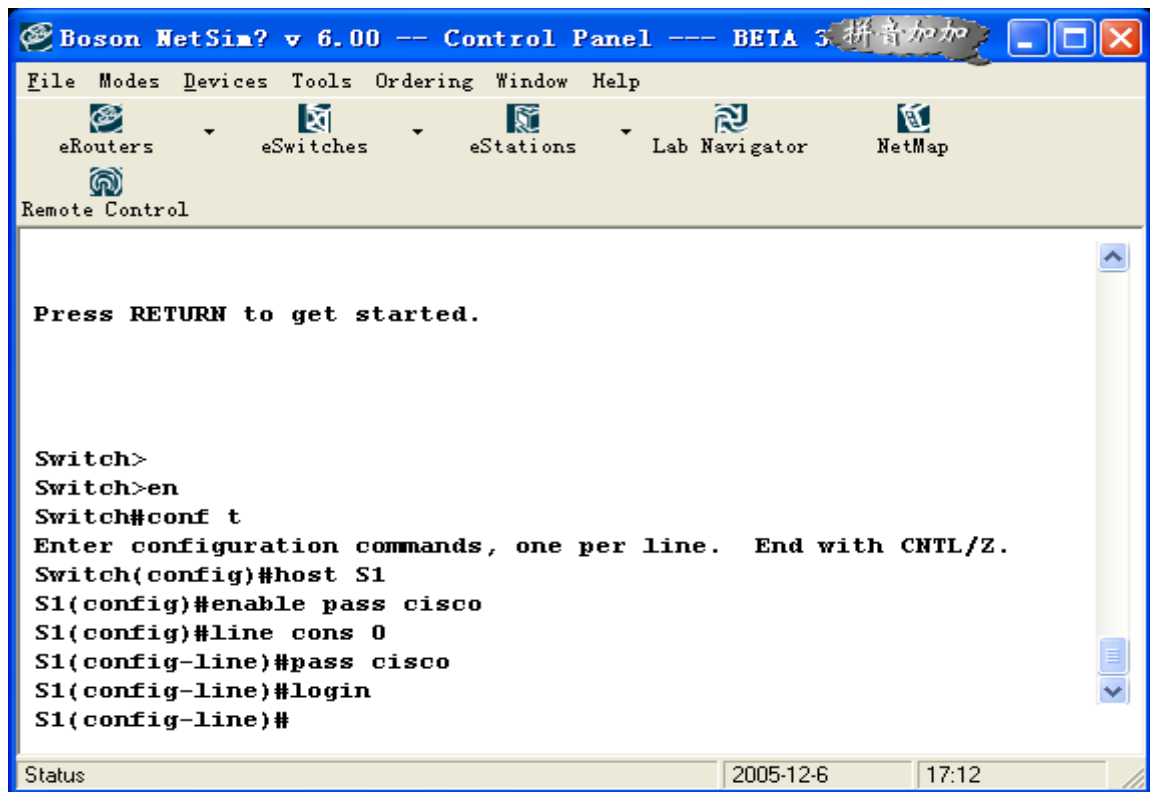 Boson NetSim? v 6.00 -- Control Panel --- BETA 3
拼音加加
File Modes Devices Tools Ordering Window Help
eRouters eSwitches eStations Lab Navigator NetMap
Remote Control
Press RETURN to get started.
Switch>
Switch>en
Switch#conf t
Enter configuration commands, one per line. End with CNTL/Z.
Switch(config)#host S1
S1(config)#enable pass cisco
S1(config)#line cons 0
S1(config-line)#pass cisco
S1(config-line)#login
S1(config-line)#
Status 2005-12-6 17:12